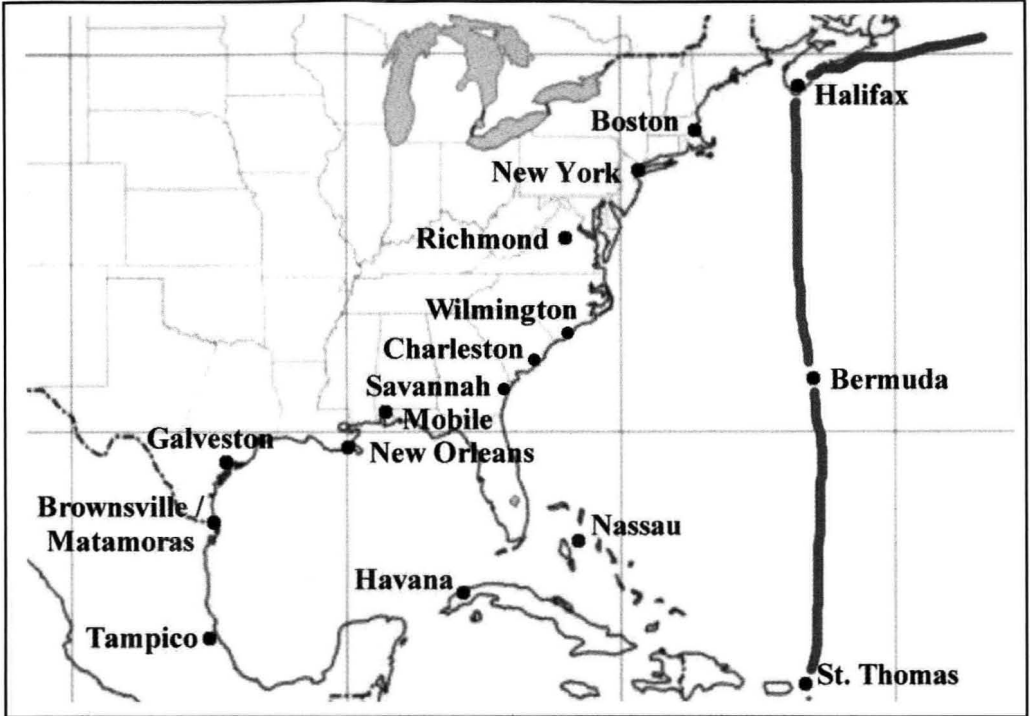 Halifax
Boston
New York
Richmond
Wilmington
Charleston
Bermuda
Savannah
Mobile
Galveston
New Orleans
Brownsville /
Matamoras
Nassau
Havana
Tampico
St. Thomas